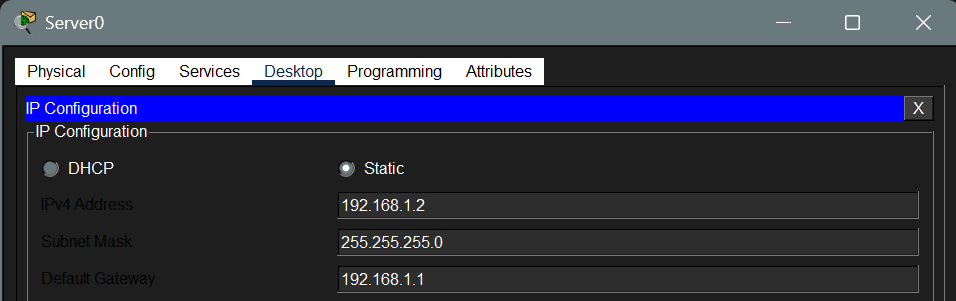 Server0
Physical Config Services Desktop Programming Attributes
IP Configuration X
IP Configuration
DHCP Static
IPv4 Address 192.168.1.2
Subnet Mask 255.255.255.0
Default Gateway 192.168.1.1